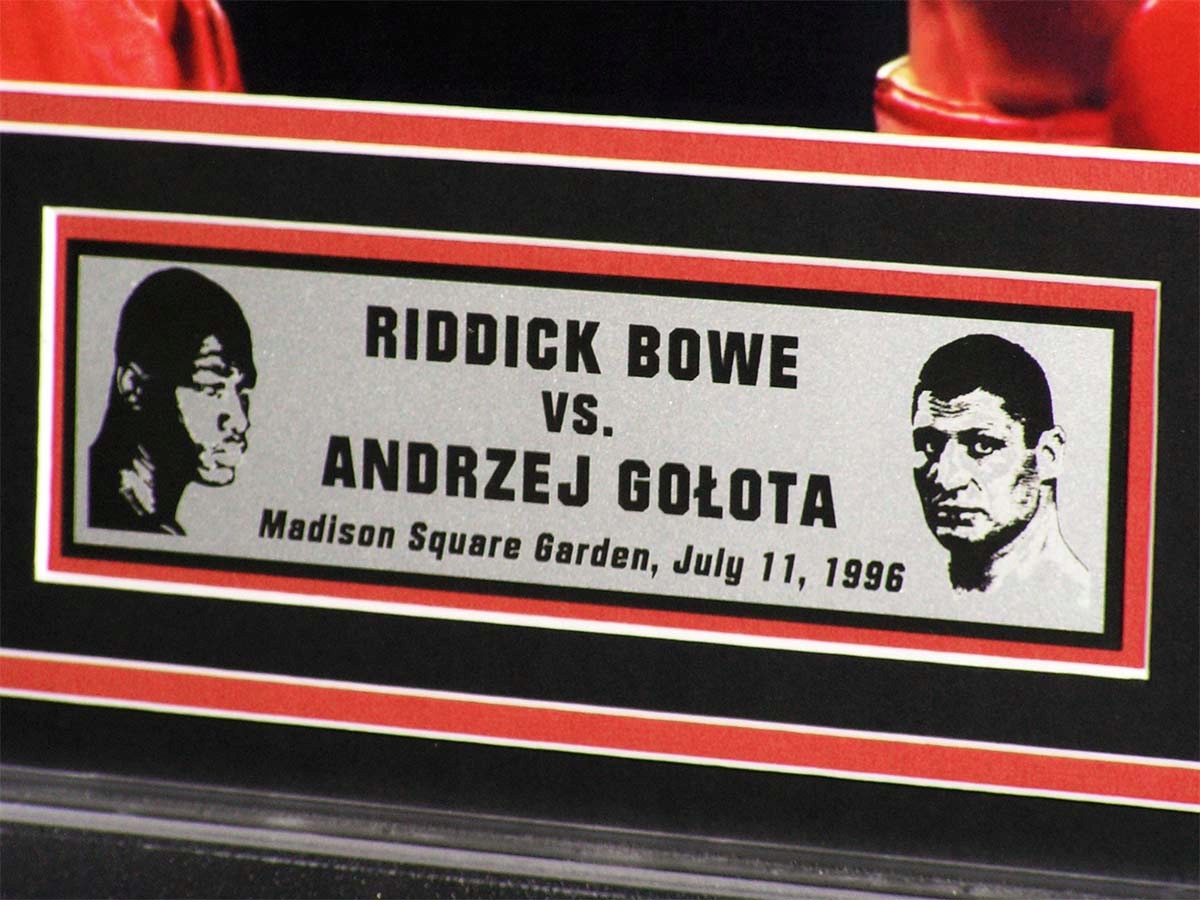 RIDDICK BOWE
VS.
ANDRZEJ GOŁOTA
Madison Square Garden, July 11, 1996